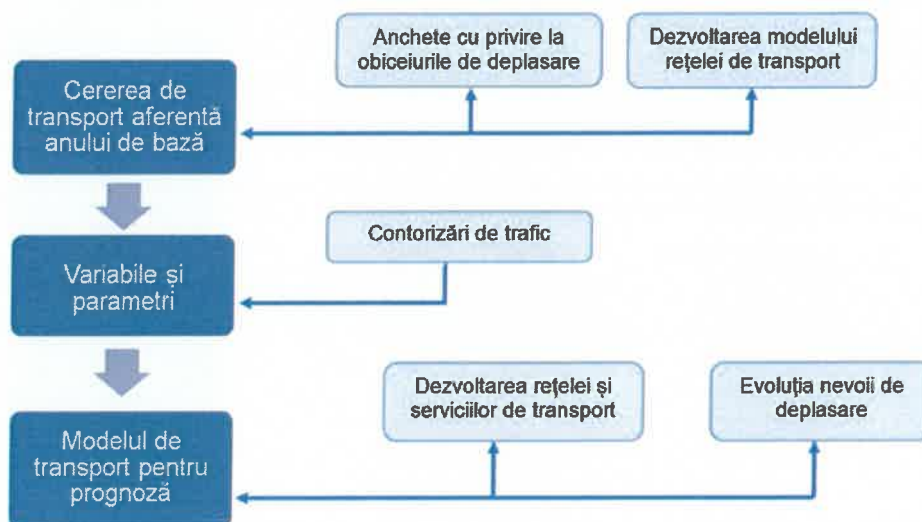 Anchete cu privire la
obiceiurile de deplasare
Dezvoltarea modelului
rețelei de transport
Cererea de
transport aferentă
anului de bază
Contorizări de trafic
Variabile și
parametri
Dezvoltarea rețelei și
serviciilor de transport
Evoluția nevoii de
deplasare
Modelul de
transport pentru
prognoză